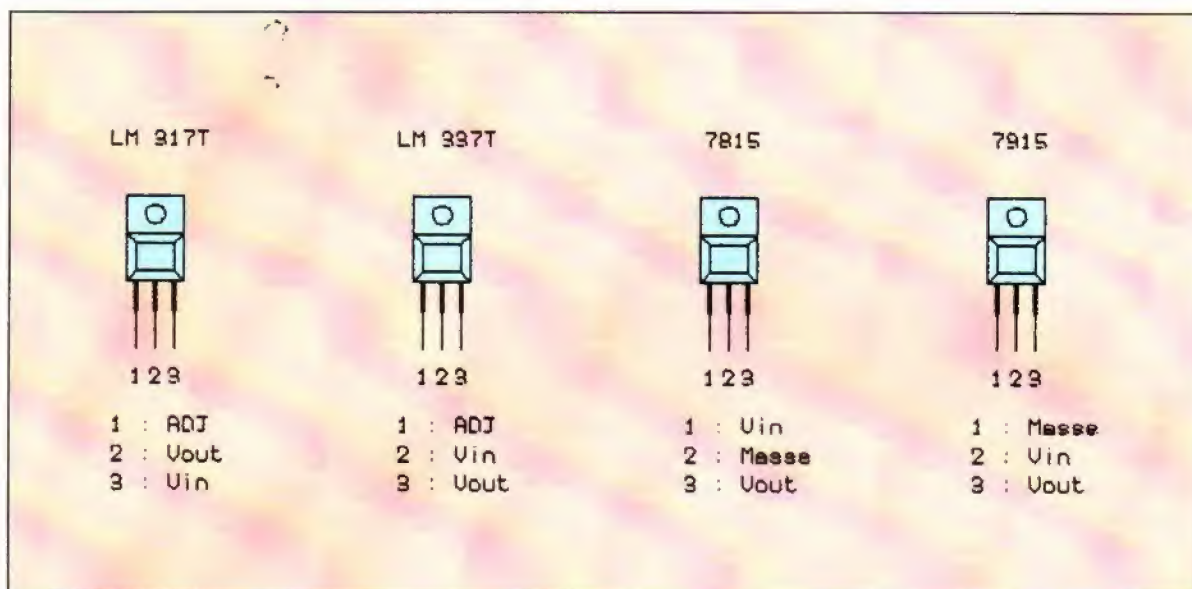 LM 317T
LM 337T
7815
7915
123
123
123
123
1 : ADJ
2 : Vout
3 : Vin
1 : ADJ
2 : Vin
3 : Vout
1 : Vin
2 : Masse
3 : Vout
1 : Masse
2 : Vin
3 : Vout